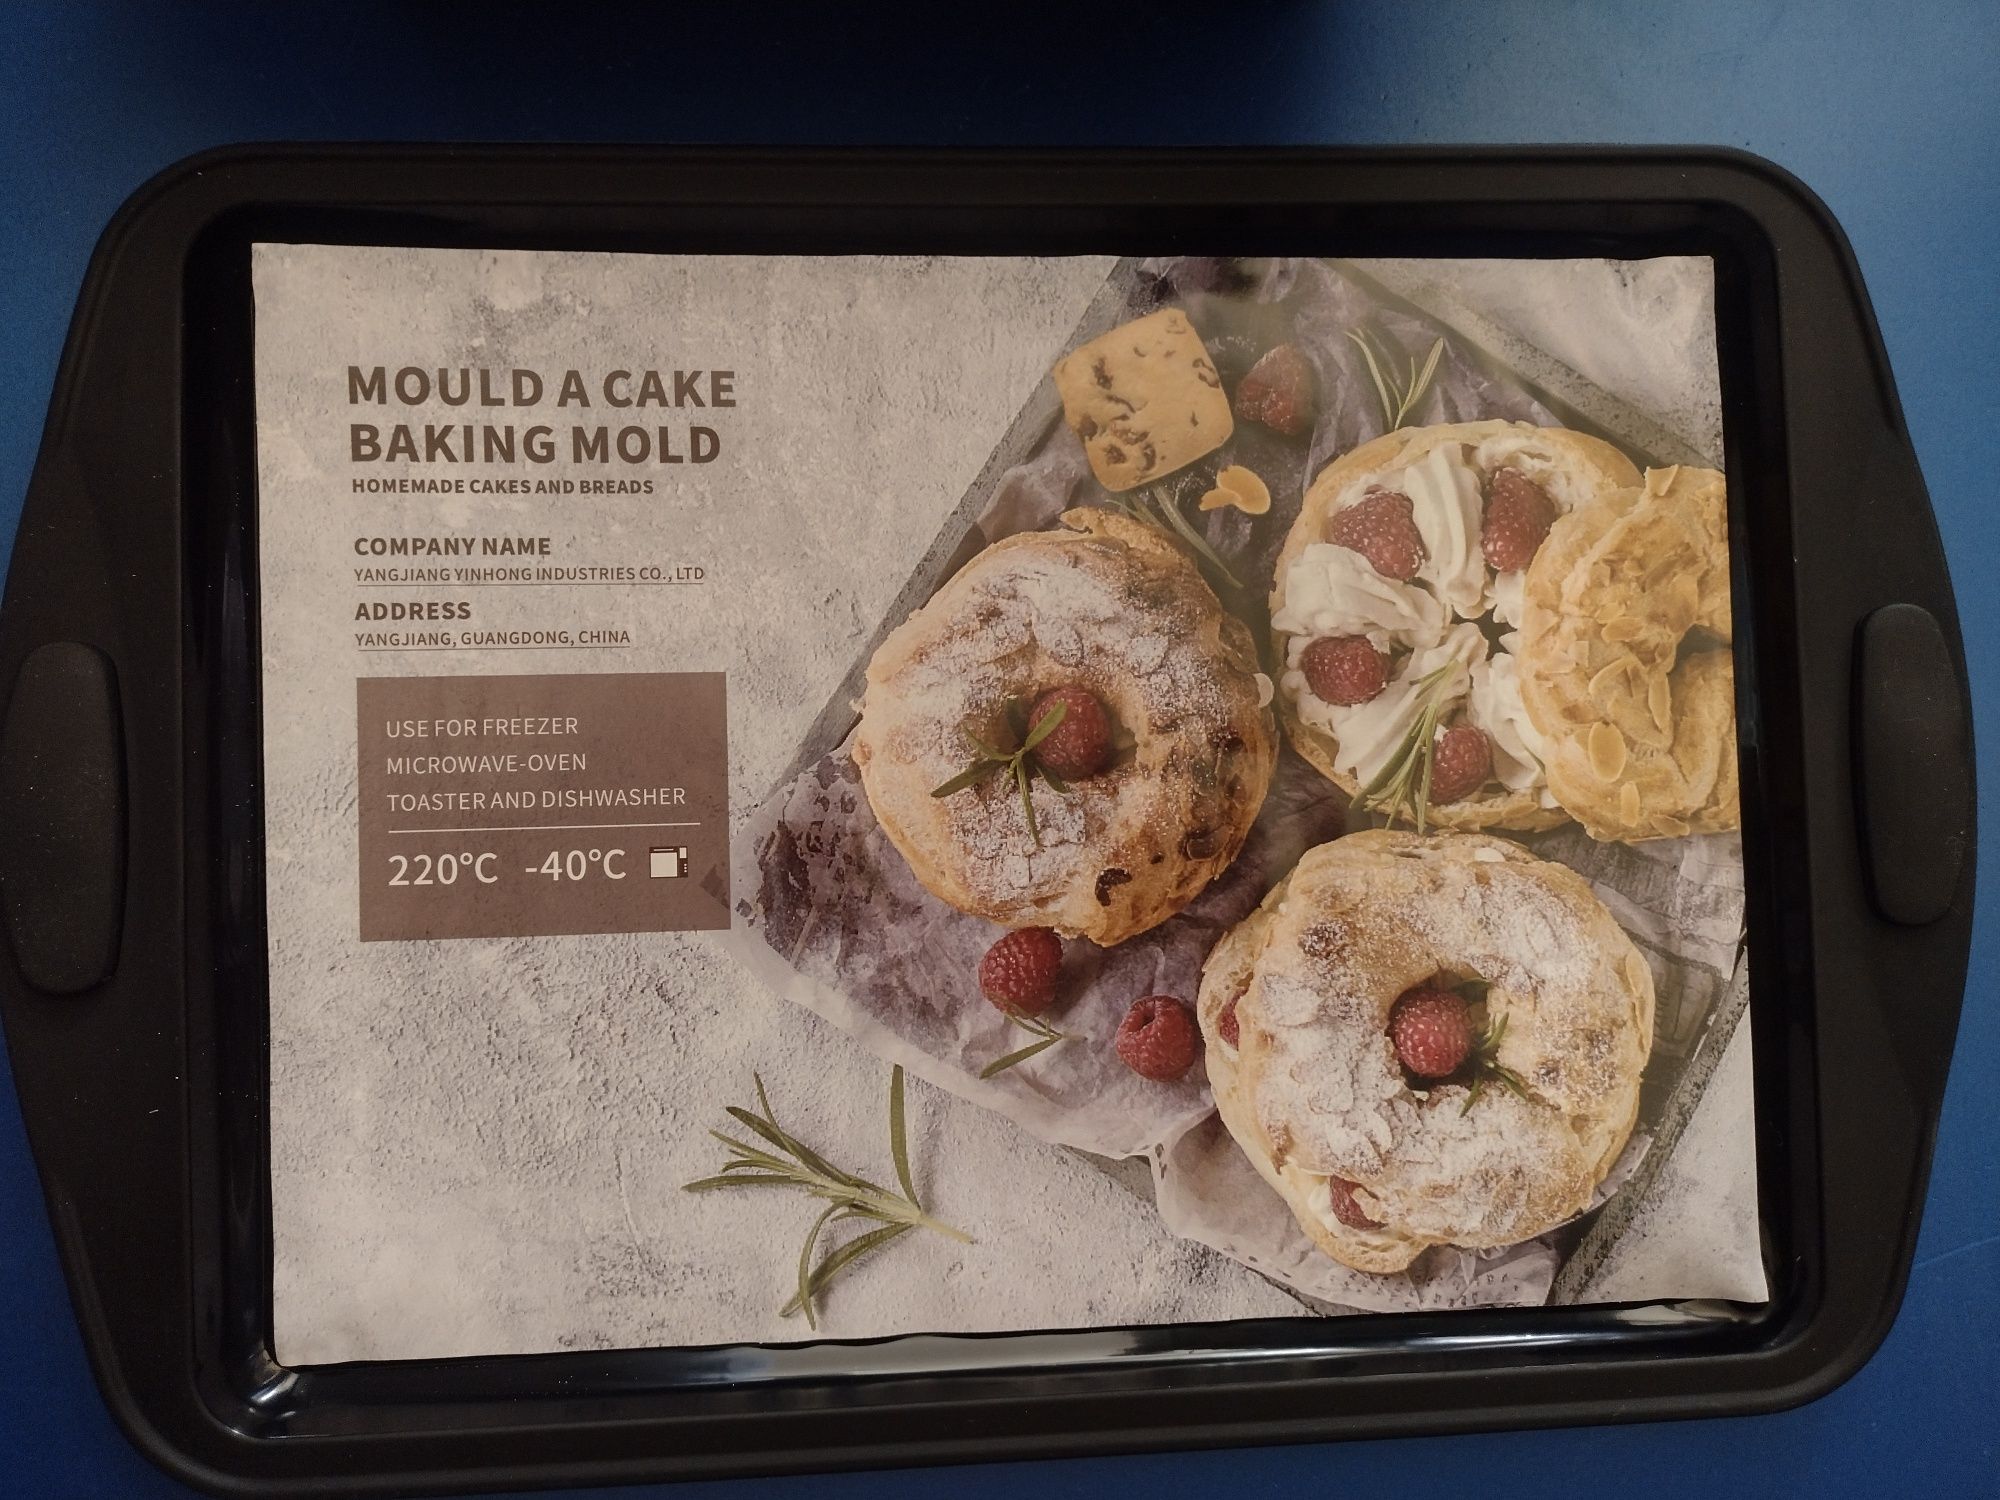 MOULD A CAKE
BAKING MOLD
HOMEMADE CAKES AND BREADS
COMPANY NAME
YANGJIANG YINHONG INDUSTRIES CO., LTD
ADDRESS
YANGJIANG, GUANGDONG, CHINA
USE FOR FREEZER
MICROWAVE-OVEN
TOASTER AND DISHWASHER
220°C -40°C